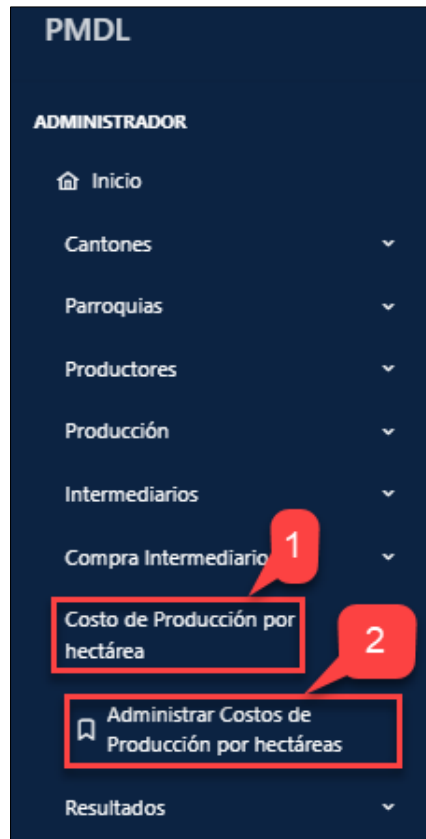 PMDL
ADMINISTRADOR
Inicio
Cantones
Parroquias
Productores
Producción
Intermediarios
1
Compra Intermediario
Costo de Producción por
hectárea
2
Administrar Costos de
Producción por hectáreas
Resultados